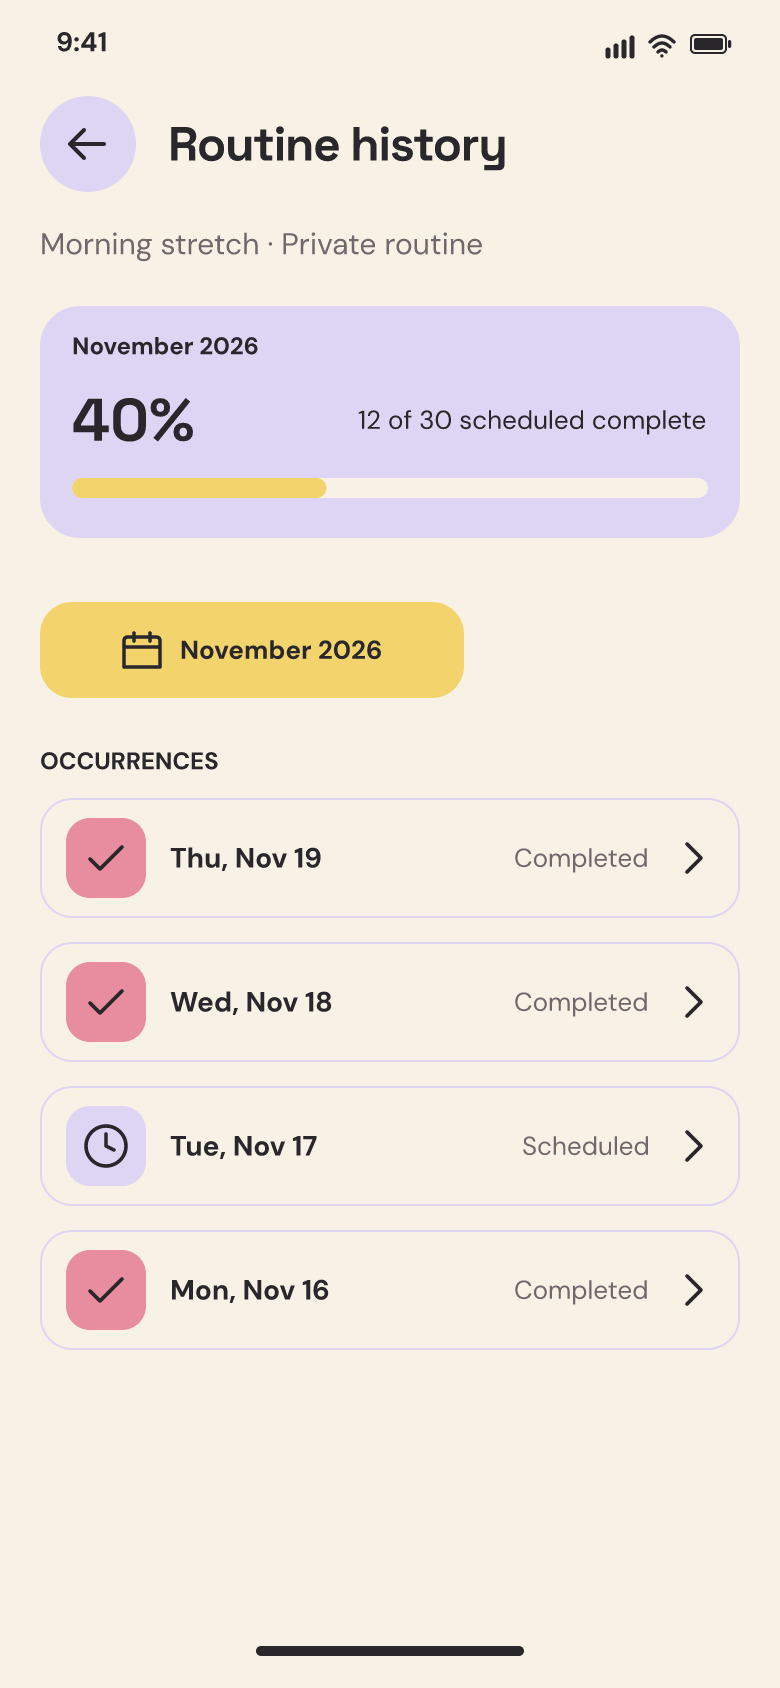 9:41
Routine history
Morning stretch · Private routine
November 2026
40%
12 of 30 scheduled complete
November 2026
OCCURRENCES
Thu, Nov 19
Completed
Wed, Nov 18
Completed
Tue, Nov 17
Scheduled
Mon, Nov 16
Completed